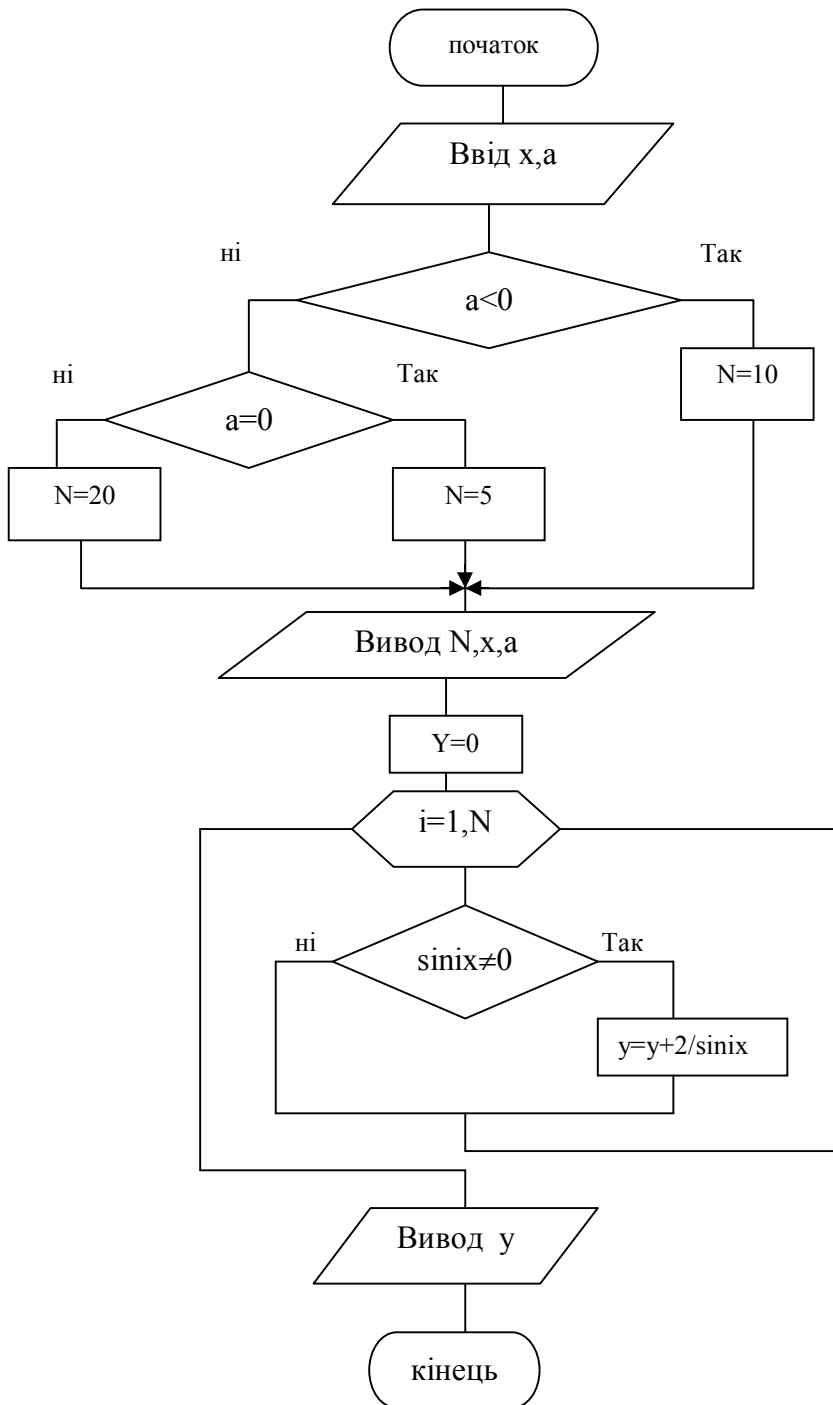 початок
Ввід x,a
ні
Так
a<0
ні
Так
N=10
a=0
N=20
N=5
Вивод N,x,a
Y=0
i=1,N
ні
Так
sinix≠0
y=y+2/sinix
Вивод y
кінець